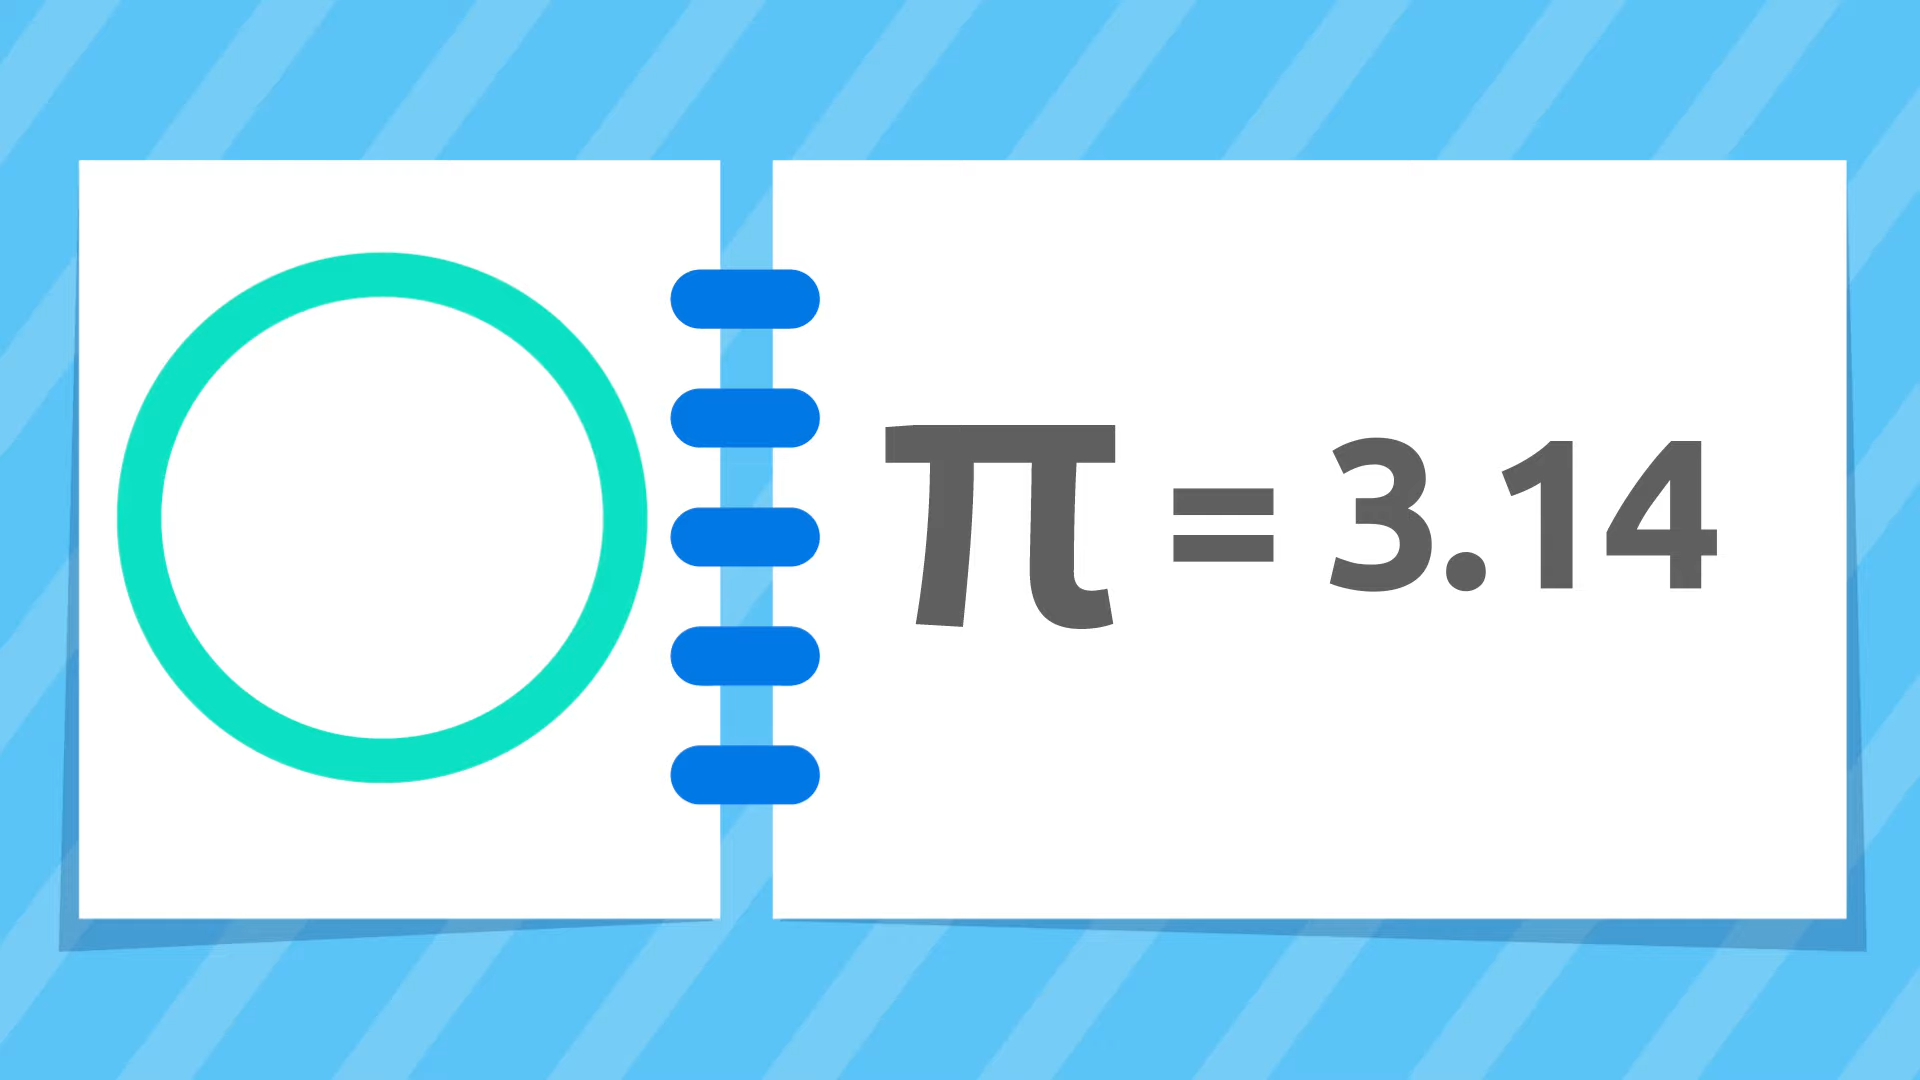 π = 3.14